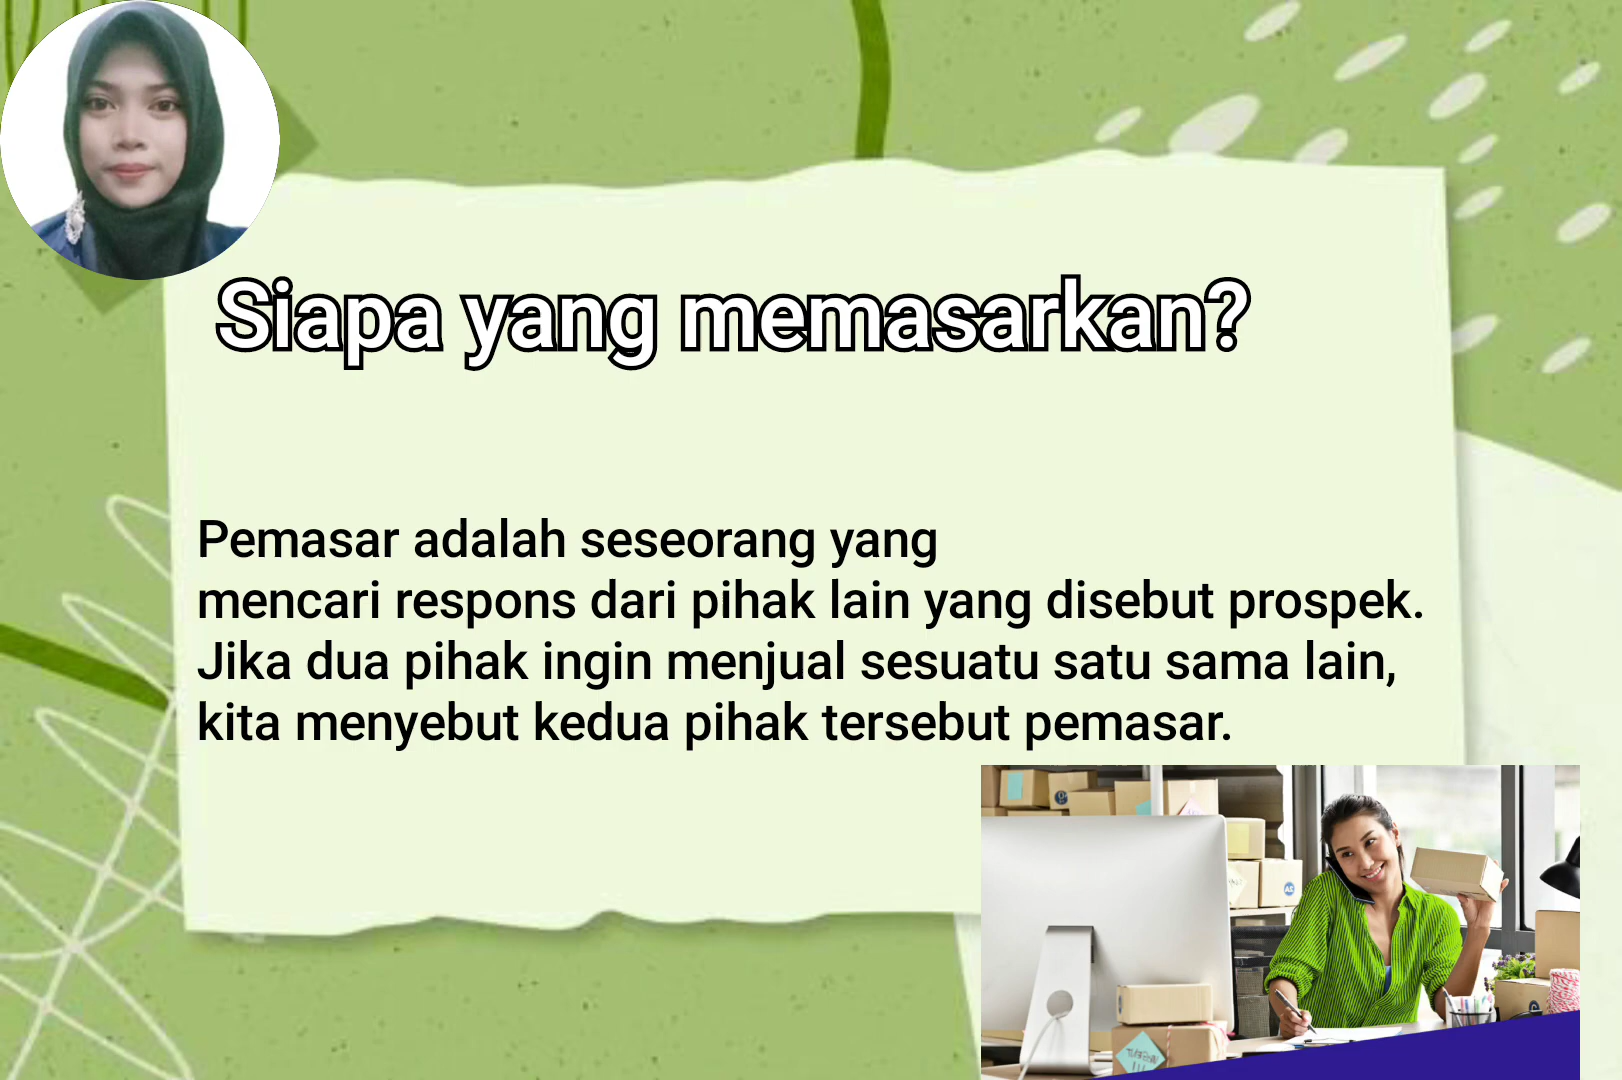 Siapa yang memasarkan?
Pemasar adalah seseorang yang
mencari respons dari pihak lain yang disebut prospek.
Jika dua pihak ingin menjual sesuatu satu sama lain,
kita menyebut kedua pihak tersebut pemasar.